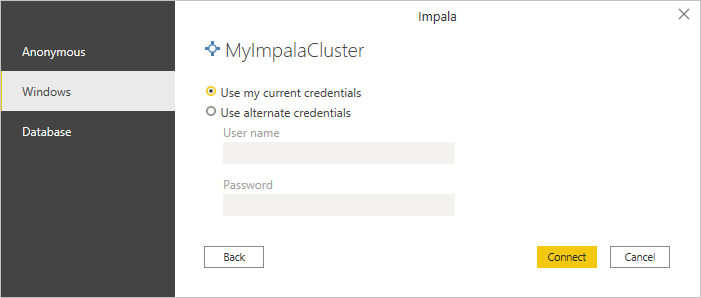 Impala
Anonymous
Windows
Database
MyImpalaCluster
Use my current credentials
Use alternate credentials
User name
Password
Back
Connect
Cancel